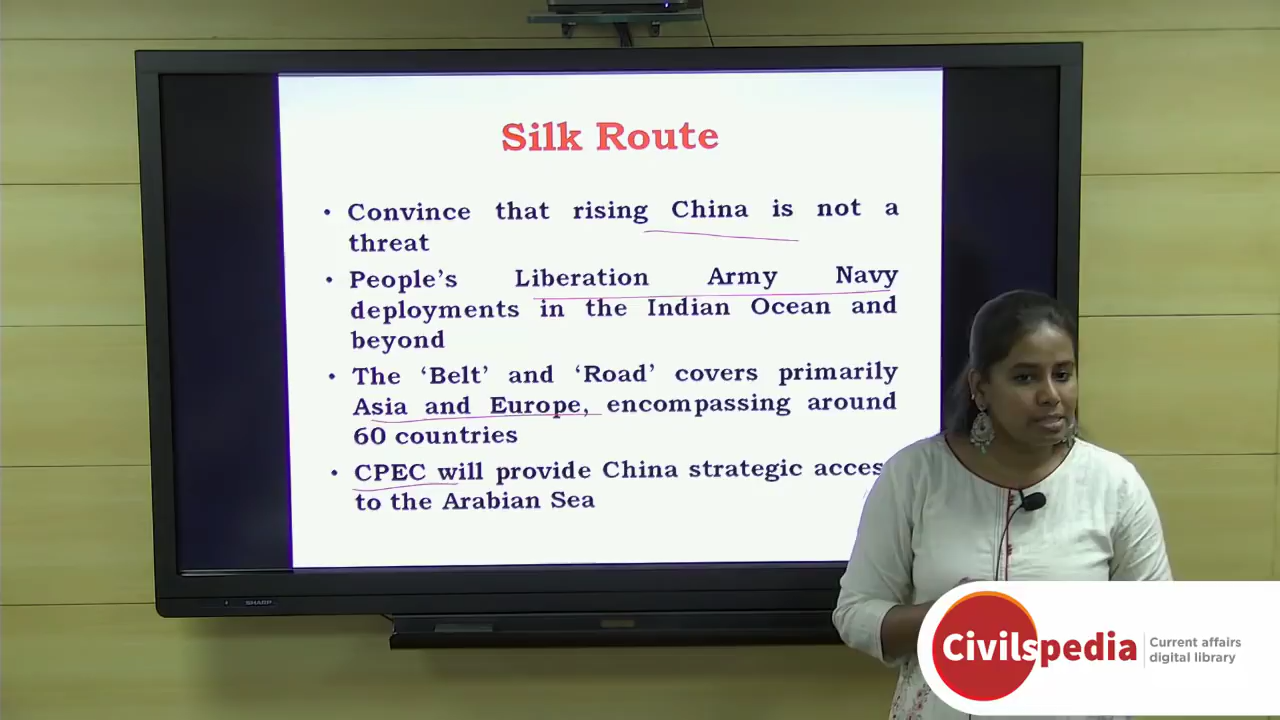 Silk Route
• Convince that rising China is not a
threat
• People's Liberation Army Navy
deployments in the Indian Ocean and
beyond
• The ‘Belt’ and ‘Road’ covers primarily
Asia and Europe, encompassing around
60 countries
• CPEC will provide China strategic acces
to the Arabian Sea
SHARP
Civilspedia
Current affairs
digital library